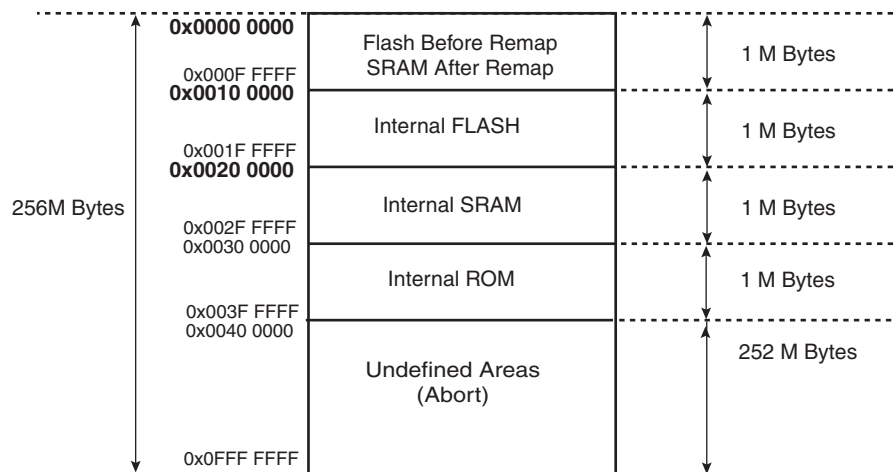 0x0000 0000
Flash Before Remap
SRAM After Remap
1 M Bytes
0x000F FFFF
0x0010 0000
Internal FLASH
1 M Bytes
0x001F FFFF
0x0020 0000
256M Bytes
Internal SRAM
1 M Bytes
0x002F FFFF
0x0030 0000
Internal ROM
1 M Bytes
0x003F FFFF
0x0040 0000
252 M Bytes
Undefined Areas
(Abort)
0x0FFF FFFF